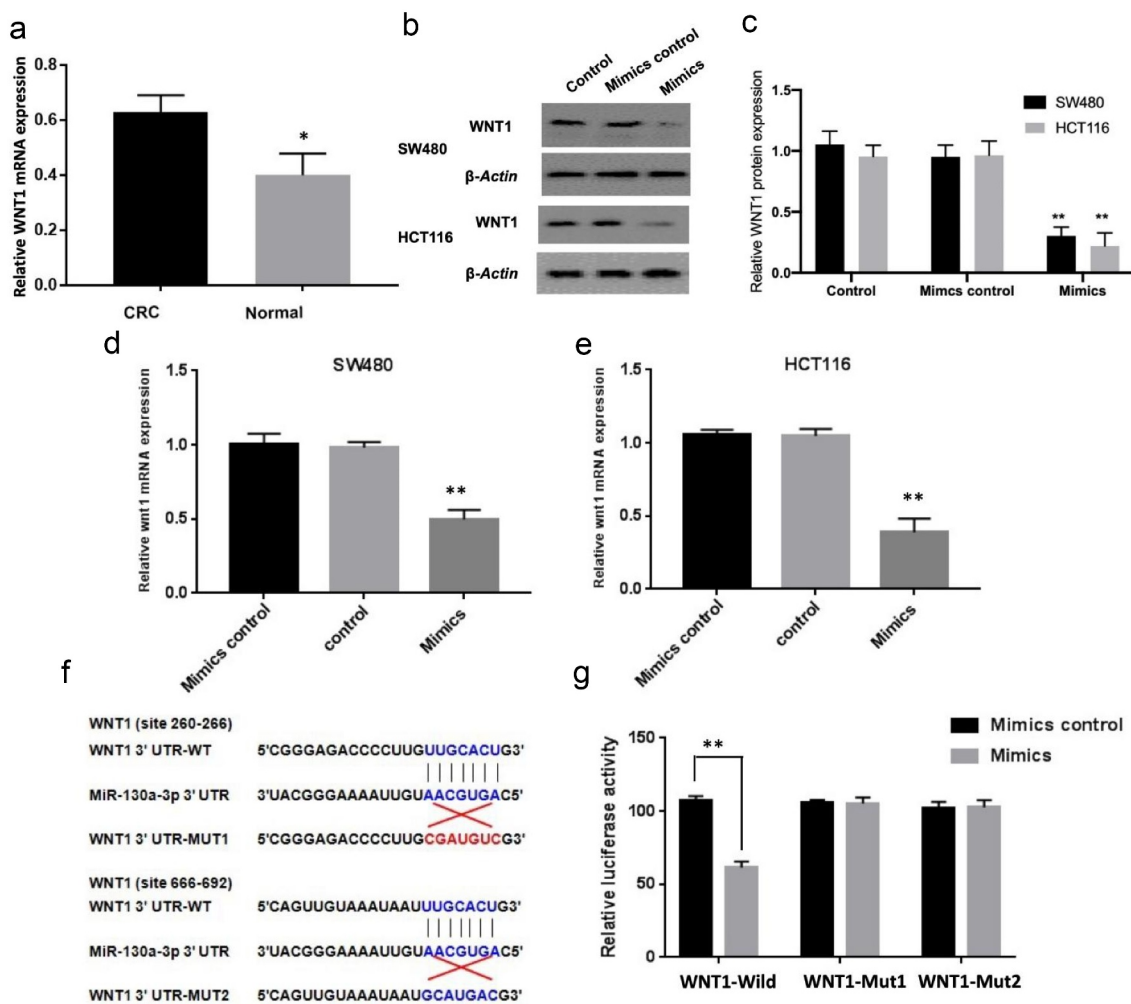 a
Relative WNT1 mRNA expression
0.8
0.6
0.4
0.2
0.0
*
CRC Normal
b
Control Mimics control Mimics
SW480
WNT1
β-Actin
HCT116
WNT1
β-Actin
c
Relative WNT1 protein expression
1.5
1.0
0.5
0.0
SW480
HCT116
** **
Control Mimcs control Mimics
d
SW480
Relative wnt1 mRNA expression
1.5
1.0
0.5
0.0
**
Mimics control control Mimics
e
HCT116
Relative wnt1 mRNA expression
1.5
1.0
0.5
0.0
**
Mimics control control Mimics
f
WNT1 (site 260-266)
WNT1 3' UTR-WT 5'CGGGAGACCCCUUGUUGCACUG3'
MiR-130a-3p 3' UTR 3'UACGGGAAAAUUGUAACGUGAC5'
WNT1 3' UTR-MUT1 5'CGGGAGACCCCUUGCGAUGUCG3'
WNT1 (site 666-692)
WNT1 3' UTR-WT 5'CAGUUGUAAAUAAUUUGCACUG3'
MiR-130a-3p 3' UTR 3'UACGGGAAAAUUGUAACGUGAC5'
WNT1 3' UTR-MUT2 5'CAGUUGUAAAUAAUGCAUGACG3'
g
Mimics control
Mimics
Relative luciferase activity
150
100
50
0
**
WNT1-Wild WNT1-Mut1 WNT1-Mut2